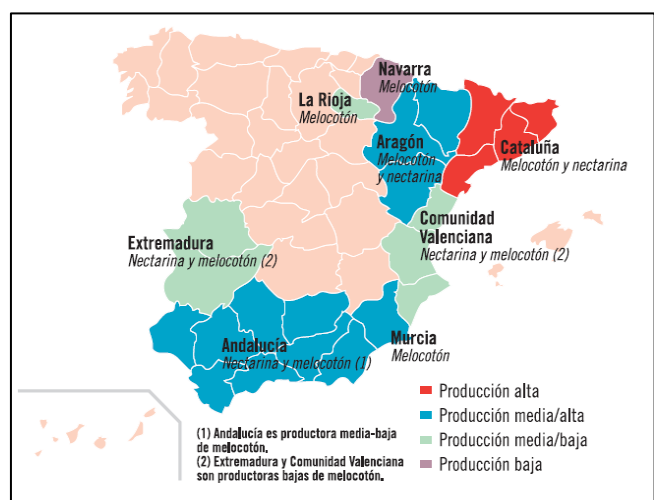 Navarra
Melocotón
La Rioja
Melocotón
Aragón
Melocotón
y nectarina
Cataluña
Melocotón y nectarina
Comunidad
Valenciana
Nectarina y melocotón (2)
Extremadura
Nectarina y melocotón (2)
Andalucía
Nectarina y melocotón (1)
Murcia
Melocotón
Producción alta
Producción media/alta
Producción media/baja
Producción baja
(1) Andalucía es productora media-baja
de melocotón.
(2) Extremadura y Comunidad Valenciana
son productoras bajas de melocotón.